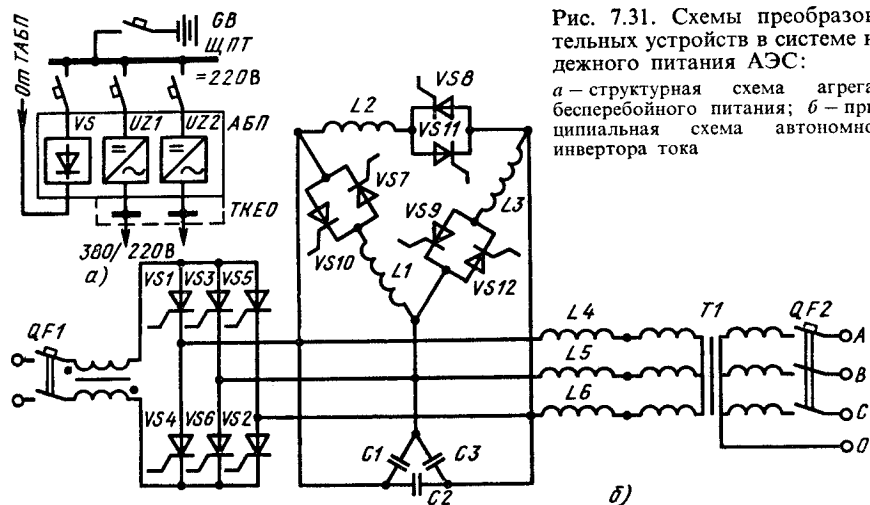 Рис. 7.31. Схемы преобразов
тельных устройств в системе н
дежного питания АЭС:
а – структурная схема агрега
бесперебойного питания; б – при
ципиальная схема автономно
инвертора тока
GB
ЩПТ
=220В
От ТАБП
VS
UZ1
UZ2
АБП
ТКЕО
380/220В
а)
VS1
VS3
VS5
QF1
VS4
VS6
VS2
VS8
L2
VS11
VS7
VS10
L1
VS9
L3
VS12
L4
L5
L6
T1
QF2
A
B
C
0
C1
C3
C2
б)